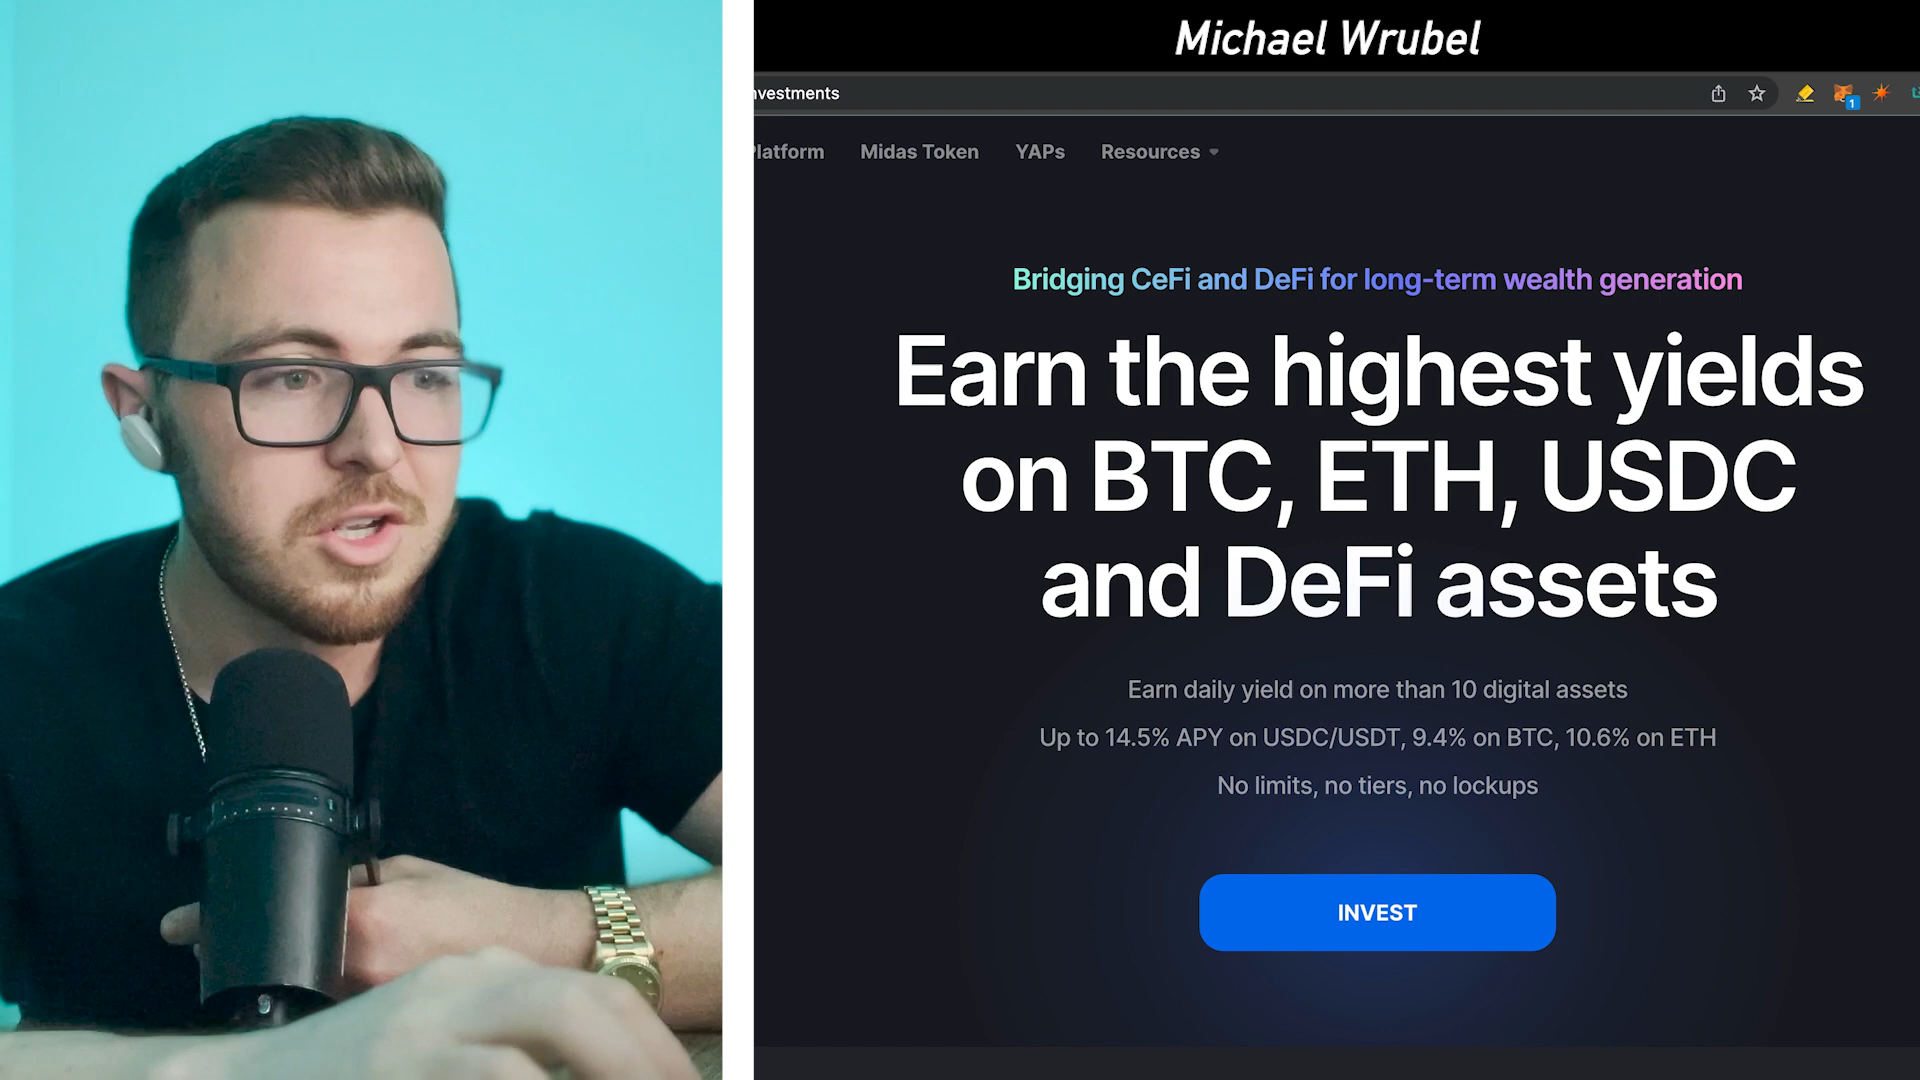 Michael Wrubel
nvestments
1
latform Midas Token YAPs Resources
Bridging CeFi and DeFi for long-term wealth generation
Earn the highest yields
on BTC, ETH, USDC
and DeFi assets
Earn daily yield on more than 10 digital assets
Up to 14.5% APY on USDC/USDT, 9.4% on BTC, 10.6% on ETH
No limits, no tiers, no lockups
INVEST